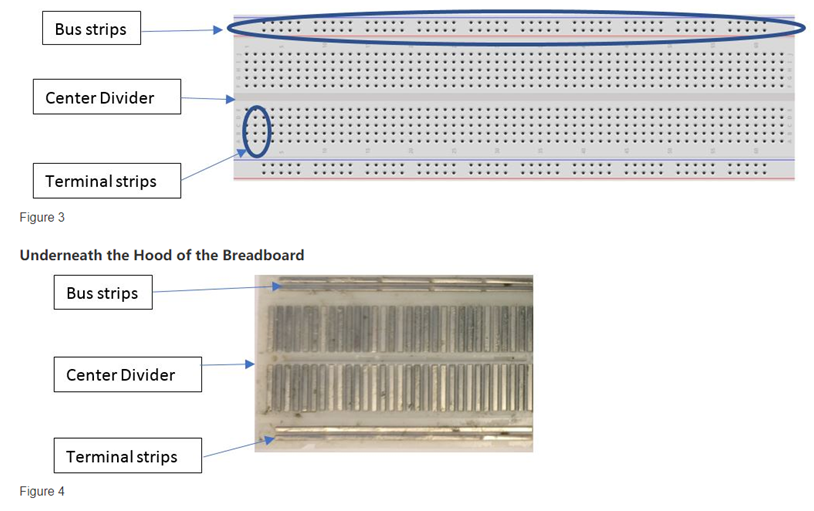 Bus strips
Center Divider
Terminal strips
Figure 3
Underneath the Hood of the Breadboard
Bus strips
Center Divider
Terminal strips
Figure 4